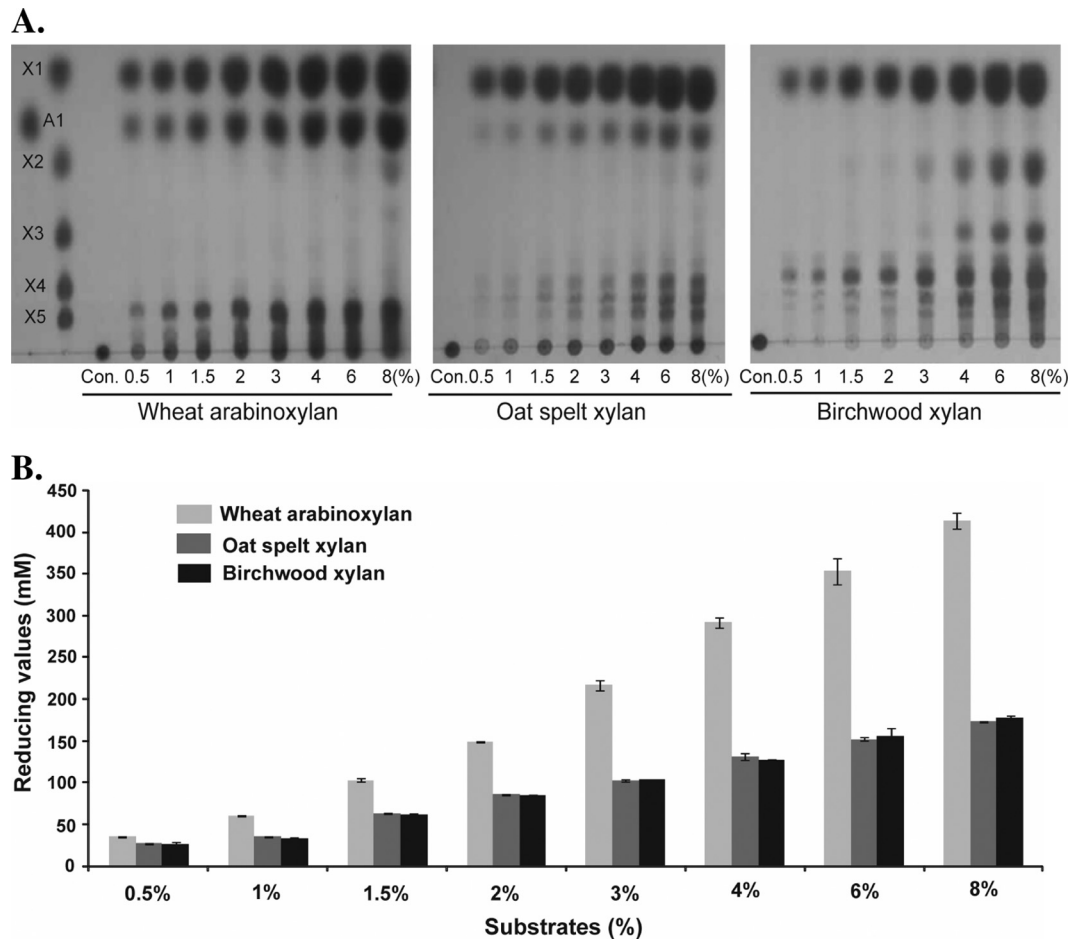 A.
X1
A1
X2
X3
X4
X5
Con. 0.5 1 1.5 2 3 4 6 8(%)
Wheat arabinoxylan
Con. 0.5 1 1.5 2 3 4 6 8(%)
Oat spelt xylan
Con. 0.5 1 1.5 2 3 4 6 8(%)
Birchwood xylan
B.
Reducing values (mM)
450
400
350
300
250
200
150
100
50
0
Wheat arabinoxylan
Oat spelt xylan
Birchwood xylan
0.5% 1% 1.5% 2% 3% 4% 6% 8%
Substrates (%)